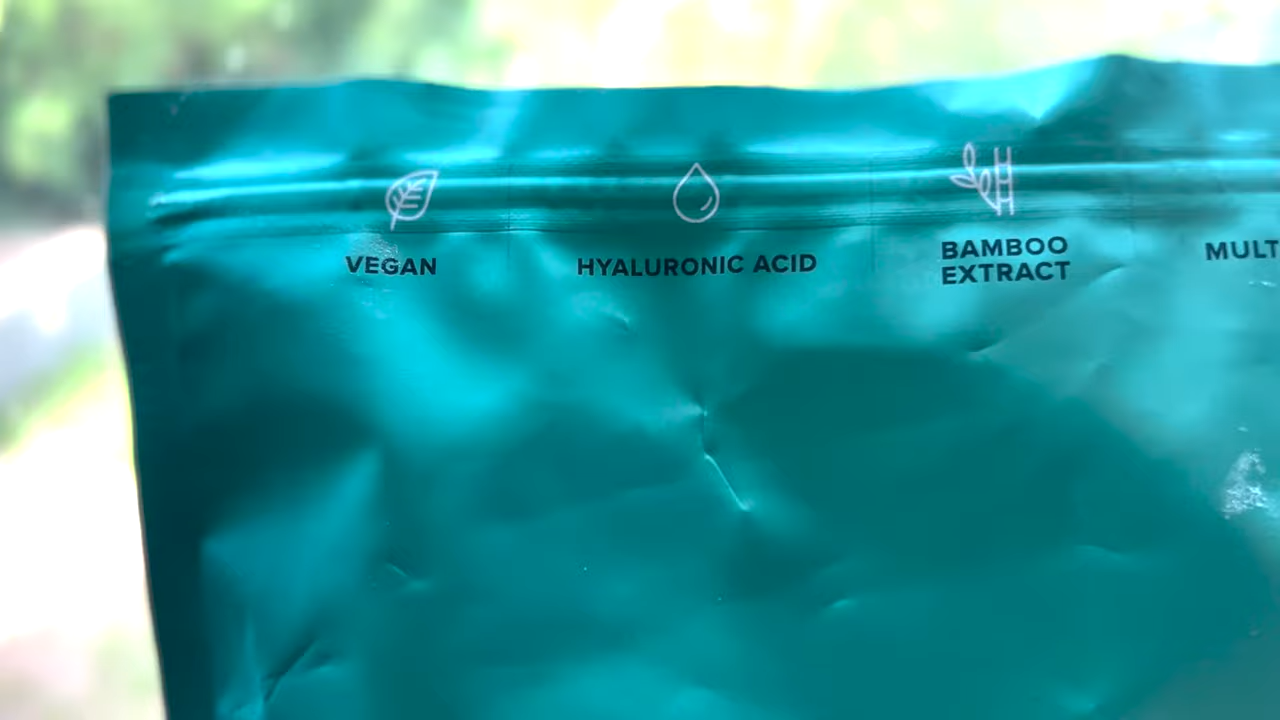 VEGAN
HYALURONIC ACID
BAMBOO
EXTRACT
MULT